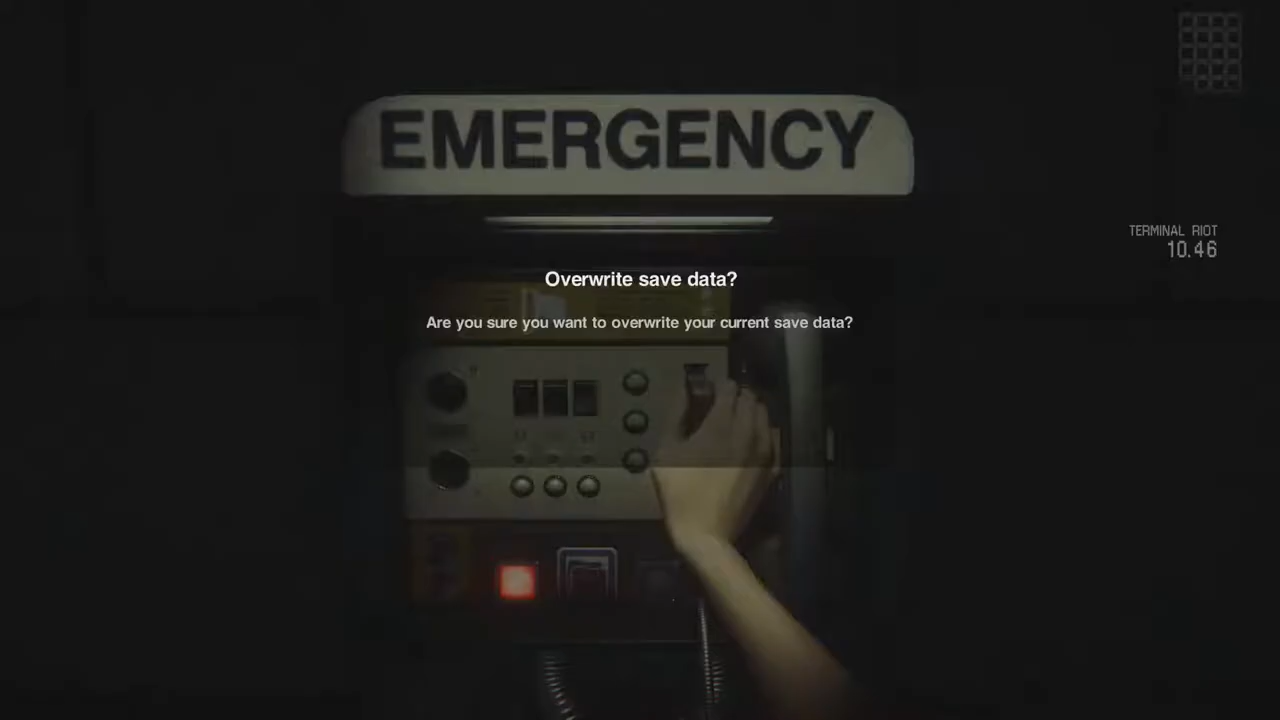 EMERGENCY
TERMINAL RIOT
10.46
Overwrite save data?
Are you sure you want to overwrite your current save data?